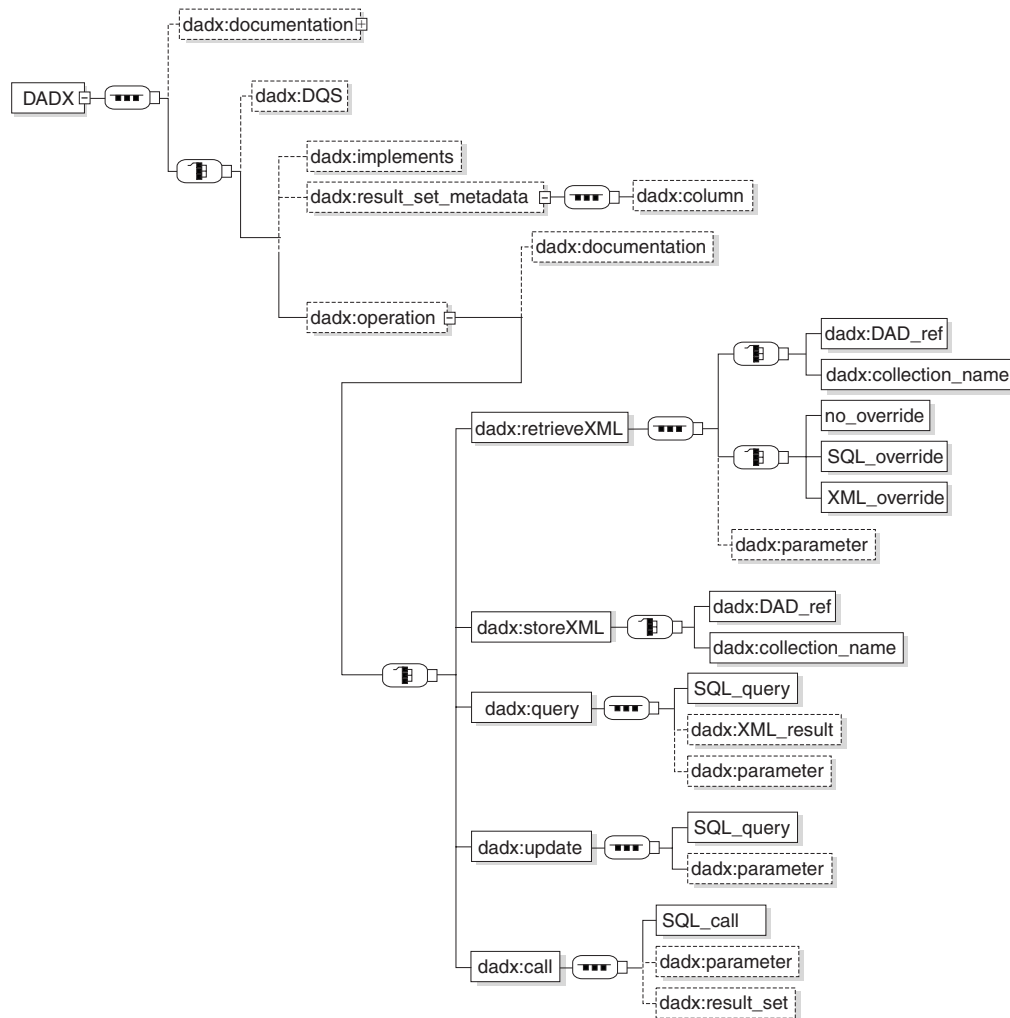 dadx:documentation
DADX
dadx:DQS
dadx:implements
dadx:result_set_metadata
dadx:column
dadx:documentation
dadx:operation
dadx:DAD_ref
dadx:collection_name
dadx:retrieveXML
no_override
SQL_override
XML_override
dadx:parameter
dadx:storeXML
dadx:DAD_ref
dadx:collection_name
dadx:query
SQL_query
dadx:XML_result
dadx:parameter
dadx:update
SQL_query
dadx:parameter
dadx:call
SQL_call
dadx:parameter
dadx:result_set